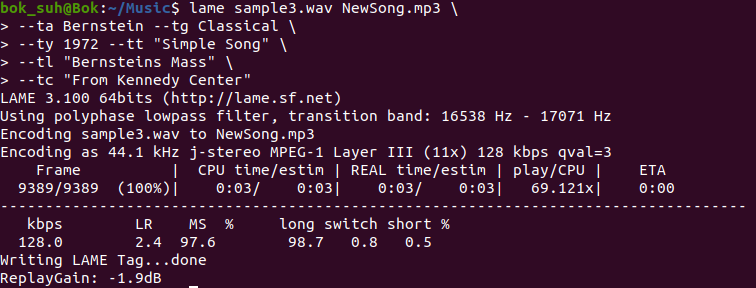 bok_suh@Bok:~/Music$ lame sample3.wav NewSong.mp3 \
> --ta Bernstein --tg Classical \
> --ty 1972 --tt "Simple Song" \
> --tl "Bernsteins Mass" \
> --tc "From Kennedy Center"
LAME 3.100 64bits (http://lame.sf.net)
Using polyphase lowpass filter, transition band: 16538 Hz - 17071 Hz
Encoding sample3.wav to NewSong.mp3
Encoding as 44.1 kHz j-stereo MPEG-1 Layer III (11x) 128 kbps qval=3
    Frame          |  CPU time/estim | REAL time/estim | play/CPU |    ETA
  9389/9389  (100%)|    0:03/    0:03|    0:03/    0:03|   69.121x|    0:00
-------------------------------------------------------------------------------
   kbps        LR    MS  %     long switch short %
  128.0        2.4  97.6        98.7   0.8   0.5
Writing LAME Tag...done
ReplayGain: -1.9dB